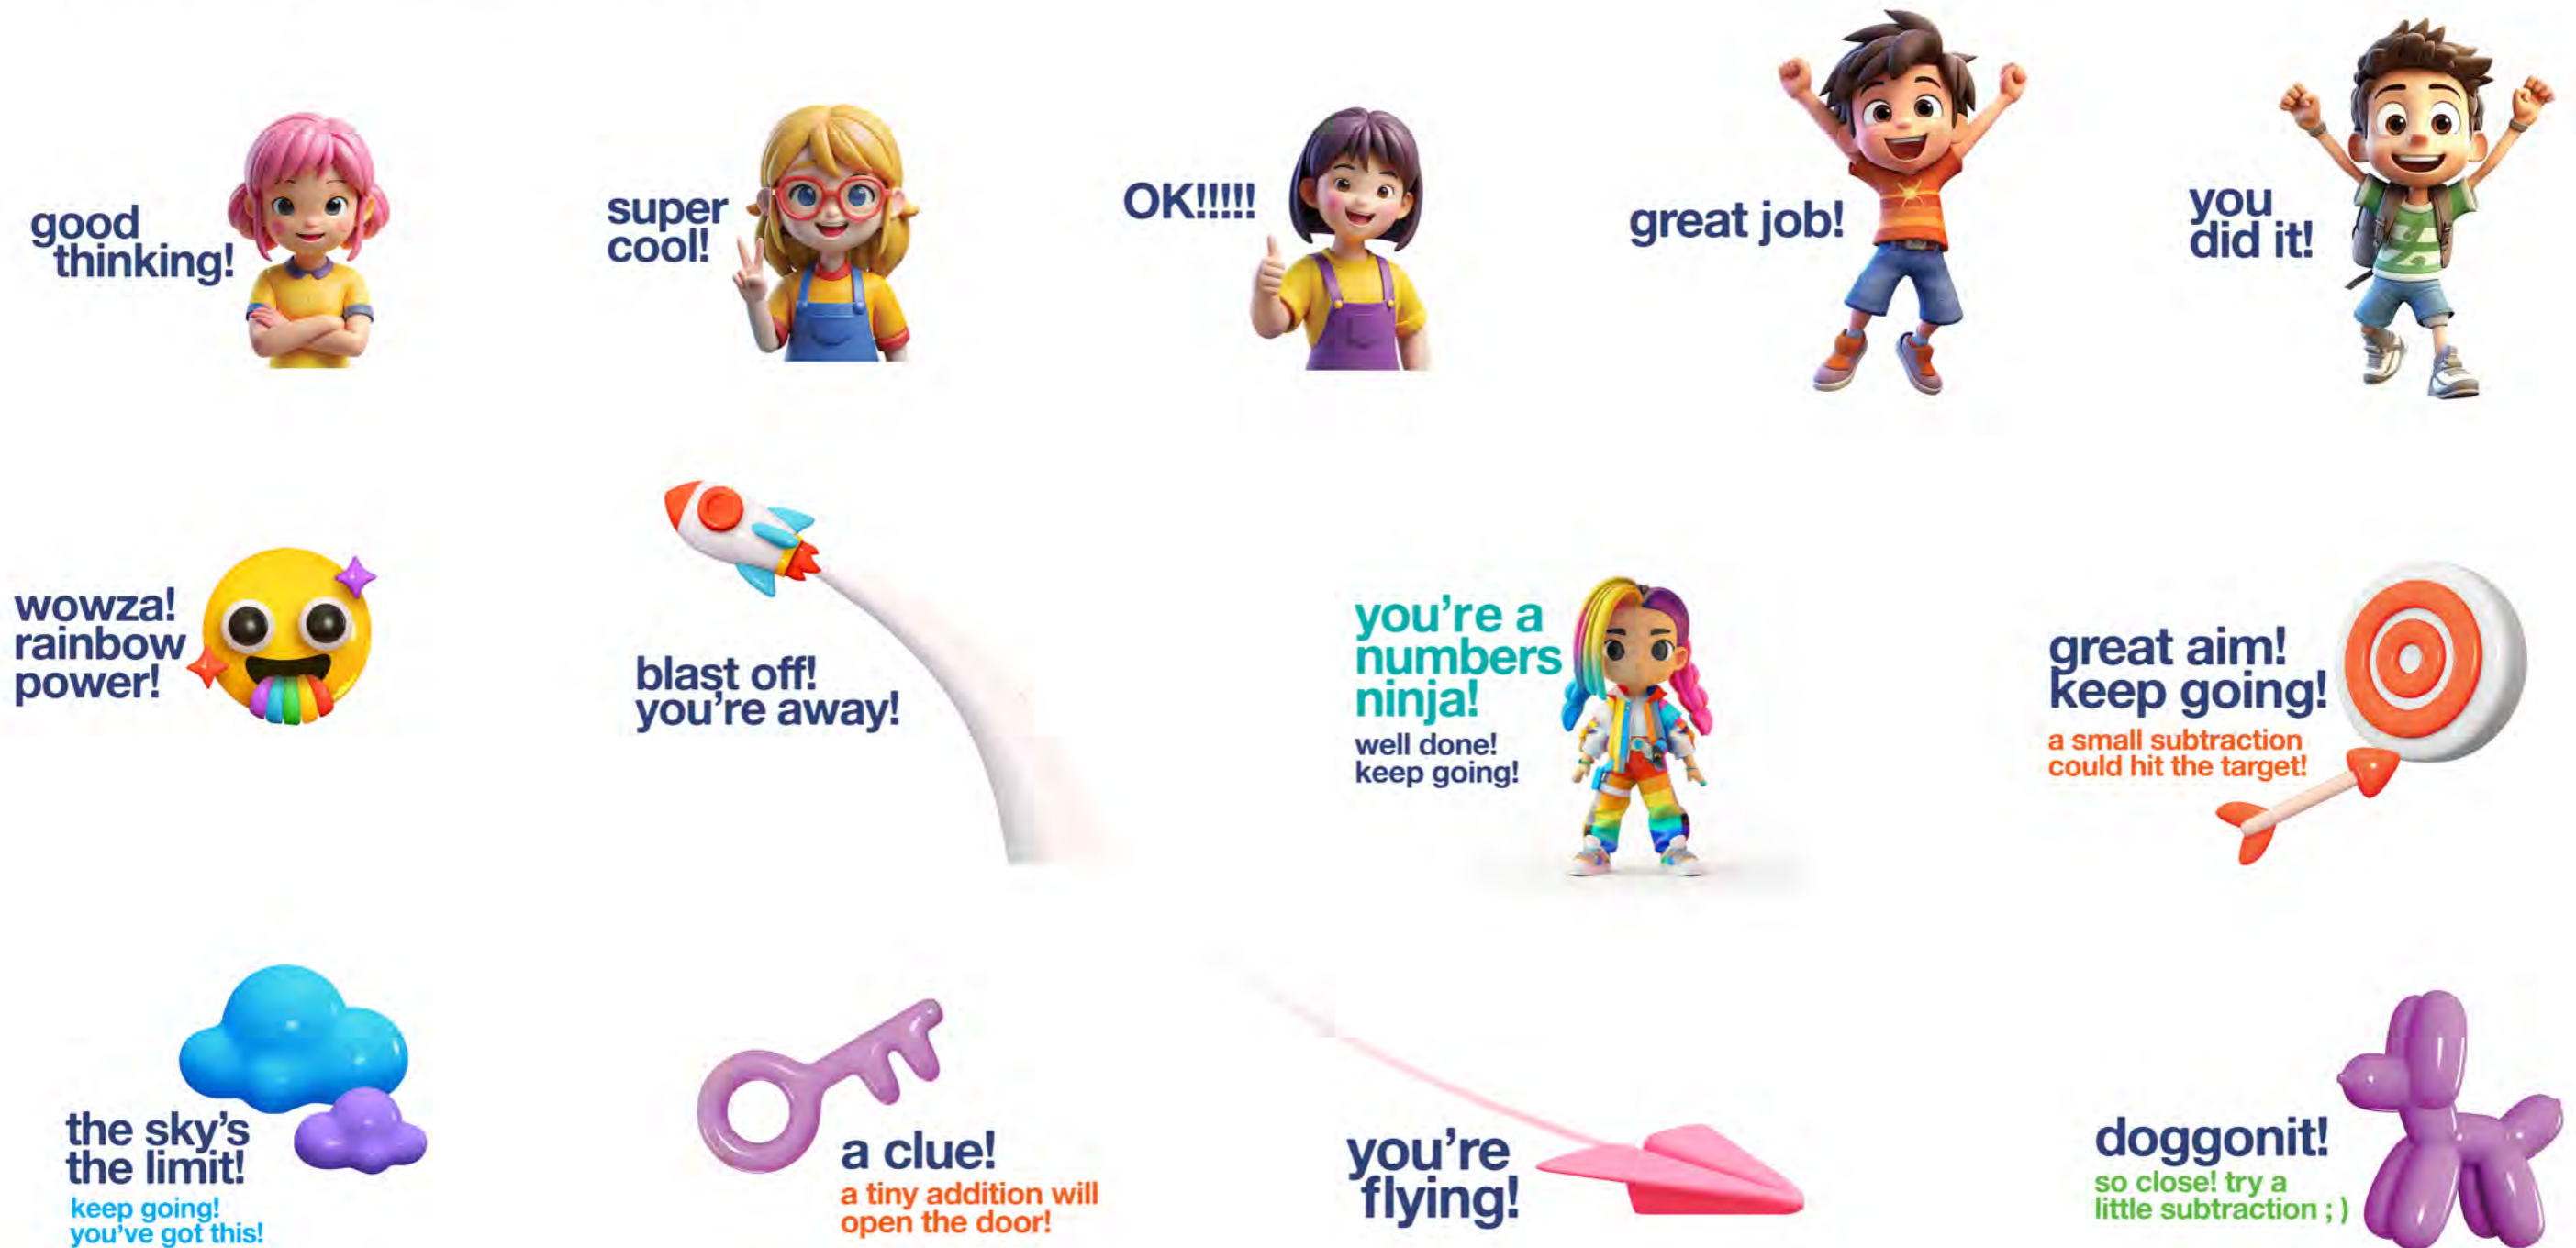 good
thinking!
super
cool!
OK!!!!!
great job!
you
did it!
wowza!
rainbow
power!
blast off!
you're away!
you're a
numbers
ninja!
well done!
keep going!
great aim!
keep going!
a small subtraction
could hit the target!
the sky's
the limit!
keep going!
you've got this!
a clue!
a tiny addition will
open the door!
you're
flying!
doggonit!
so close! try a
little subtraction ; )